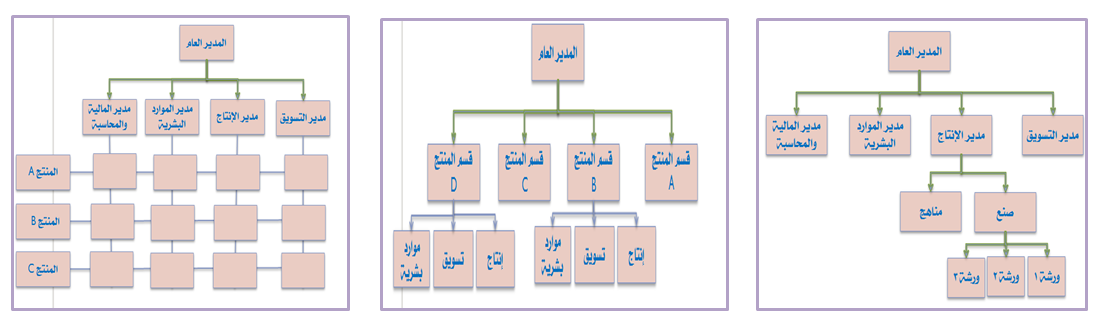 المدير العام
مدير التسويق
مدير الإنتاج
مدير الموارد
البشرية
مدير المالية
والمحاسبة
صنع
مناهج
ورشة ١
ورشة ٢
ورشة ٣
المدير العام
قسم المنتج
A
قسم المنتج
B
قسم المنتج
C
قسم المنتج
D
إنتاج
تسويق
موارد
بشرية
إنتاج
تسويق
موارد
بشرية
المدير العام
مدير التسويق
مدير الإنتاج
مدير الموارد
البشرية
مدير المالية
والمحاسبة
المنتج A
المنتج B
المنتج C